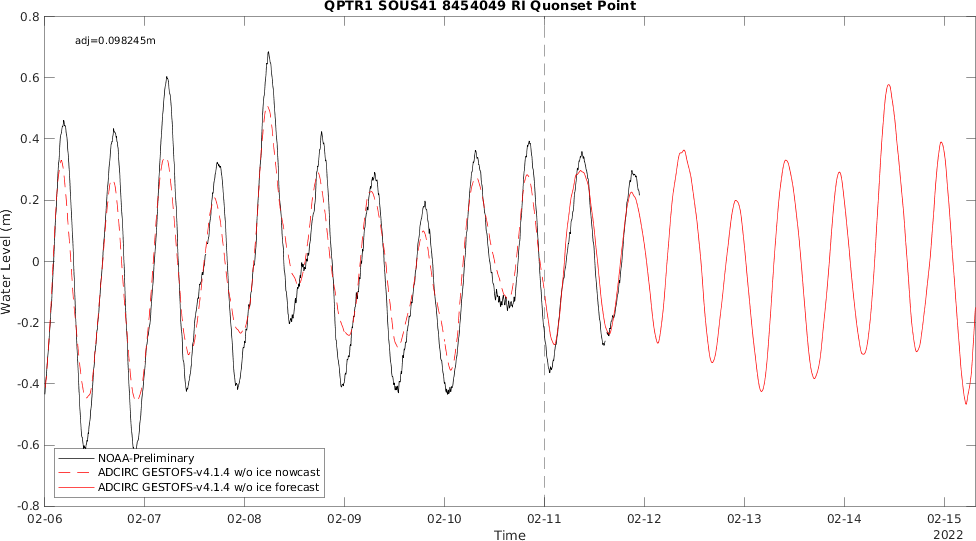 QPTR1 SOUS41 8454049 RI Quonset Point
adj=0.098245m
Water Level (m)
0.8
0.6
0.4
0.2
0
-0.2
-0.4
-0.6
-0.8
NOAA-Preliminary
ADCIRC GESTOFS-v4.1.4 w/o ice nowcast
ADCIRC GESTOFS-v4.1.4 w/o ice forecast
02-06 02-07 02-08 02-09 02-10 02-11 02-12 02-13 02-14 02-15
2022
Time